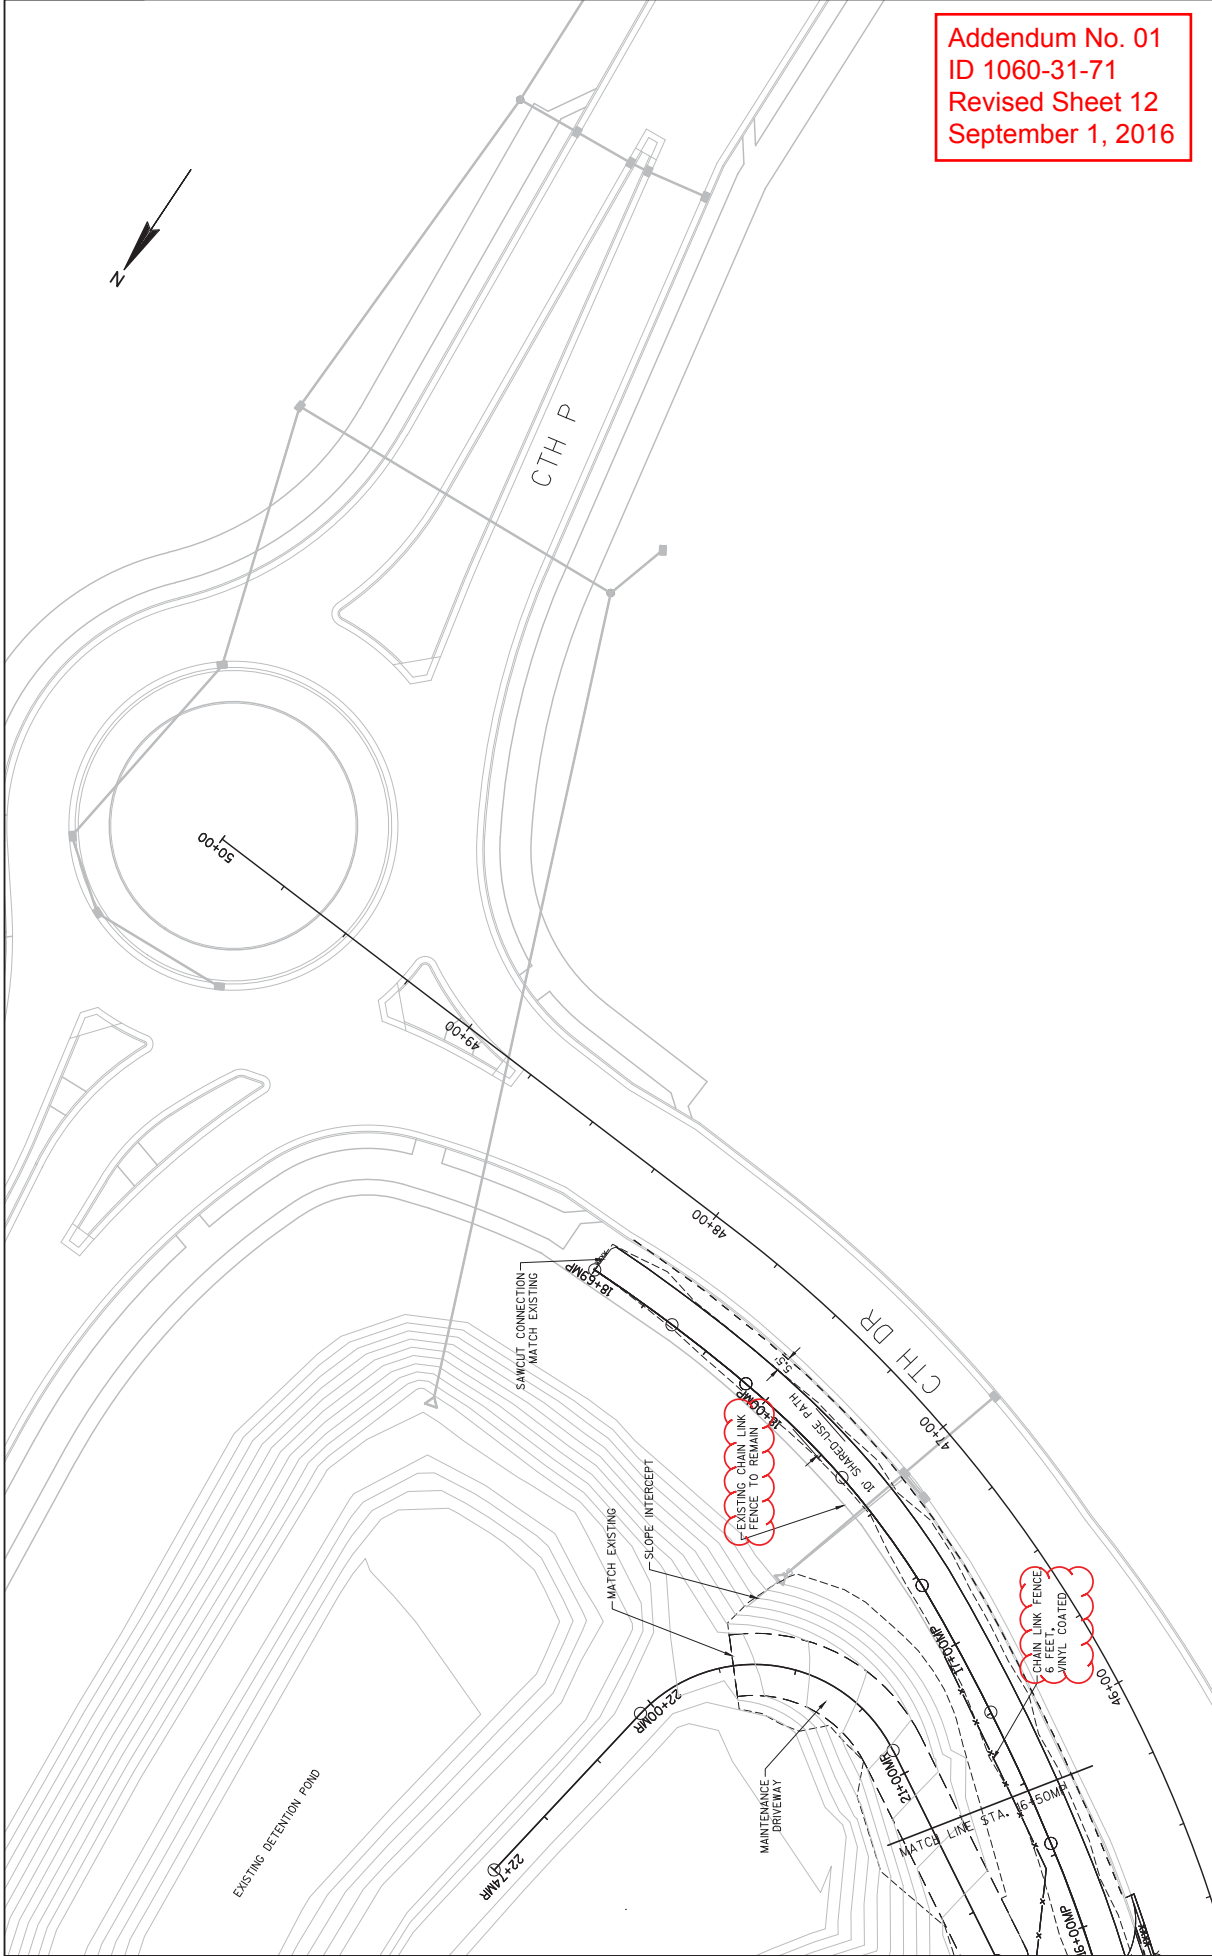 Addendum No. 01
ID 1060-31-71
Revised Sheet 12
September 1, 2016
N
CTH P
50+00
49+00
48+00
SAWCUT CONNECTION
MATCH EXISTING
18+69MP
CTH DR
5.5'
18+00MP
10' SHARED-USE PATH
EXISTING CHAIN LINK
FENCE TO REMAIN
47+00
SLOPE INTERCEPT
MATCH EXISTING
CHAIN LINK FENCE
6 FEET,
VINYL COATED
17+00MP
46+00
22+00MR
21+00MR
MAINTENANCE
DRIVEWAY
MATCH LINE STA. 16+50MP
EXISTING DETENTION POND
22+74MR
16+00MP